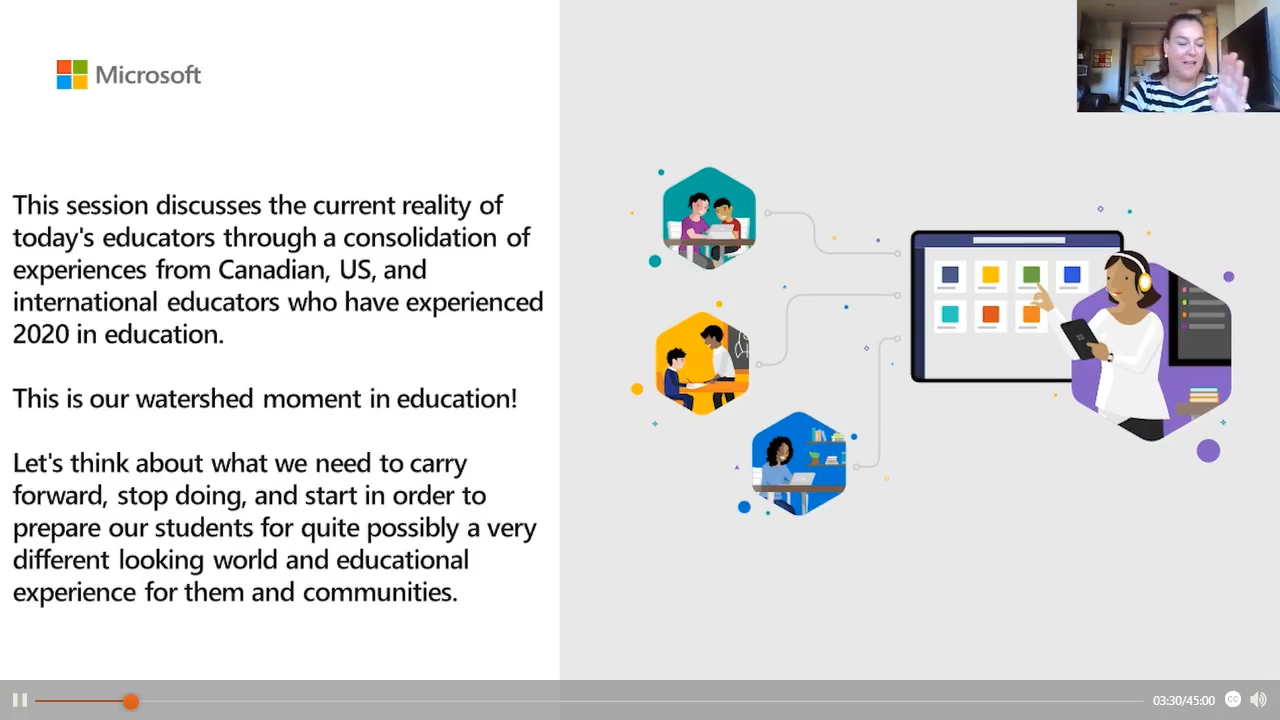 Microsoft
This session discusses the current reality of
today's educators through a consolidation of
experiences from Canadian, US, and
international educators who have experienced
2020 in education.
This is our watershed moment in education!
Let's think about what we need to carry
forward, stop doing, and start in order to
prepare our students for quite possibly a very
different looking world and educational
experience for them and communities.
03:30/45:00
CC